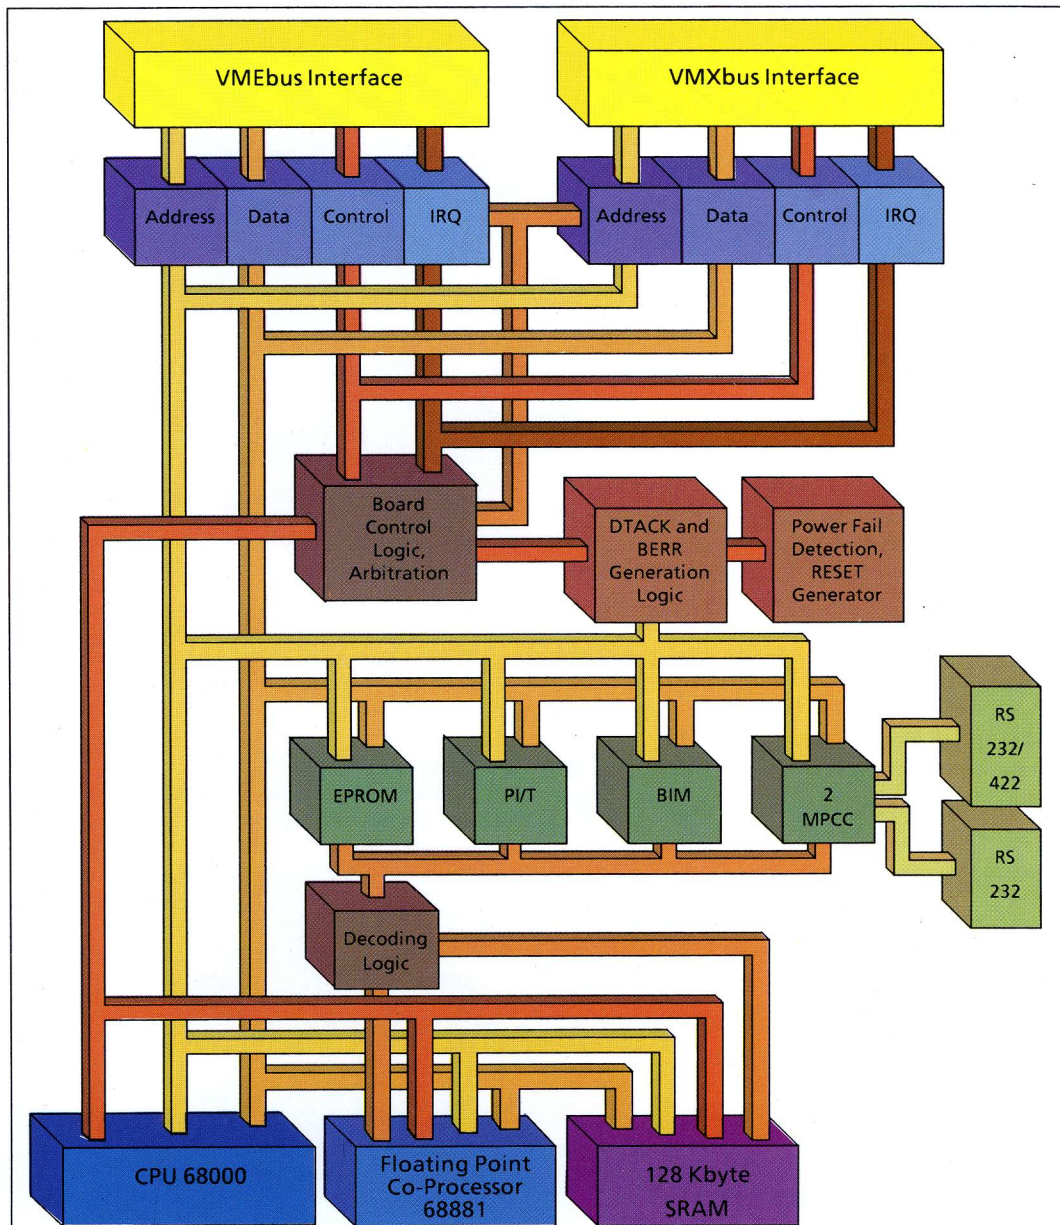 VMEbus Interface
VMXbus Interface
Address
Data
Control
IRQ
Address
Data
Control
IRQ
Board
Control
Logic,
Arbitration
DTACK and
BERR
Generation
Logic
Power Fail
Detection,
RESET
Generator
EPROM
PI/T
BIM
2
MPCC
RS
232/
422
RS
232
Decoding
Logic
CPU 68000
Floating Point
Co-Processor
68881
128 Kbyte
SRAM